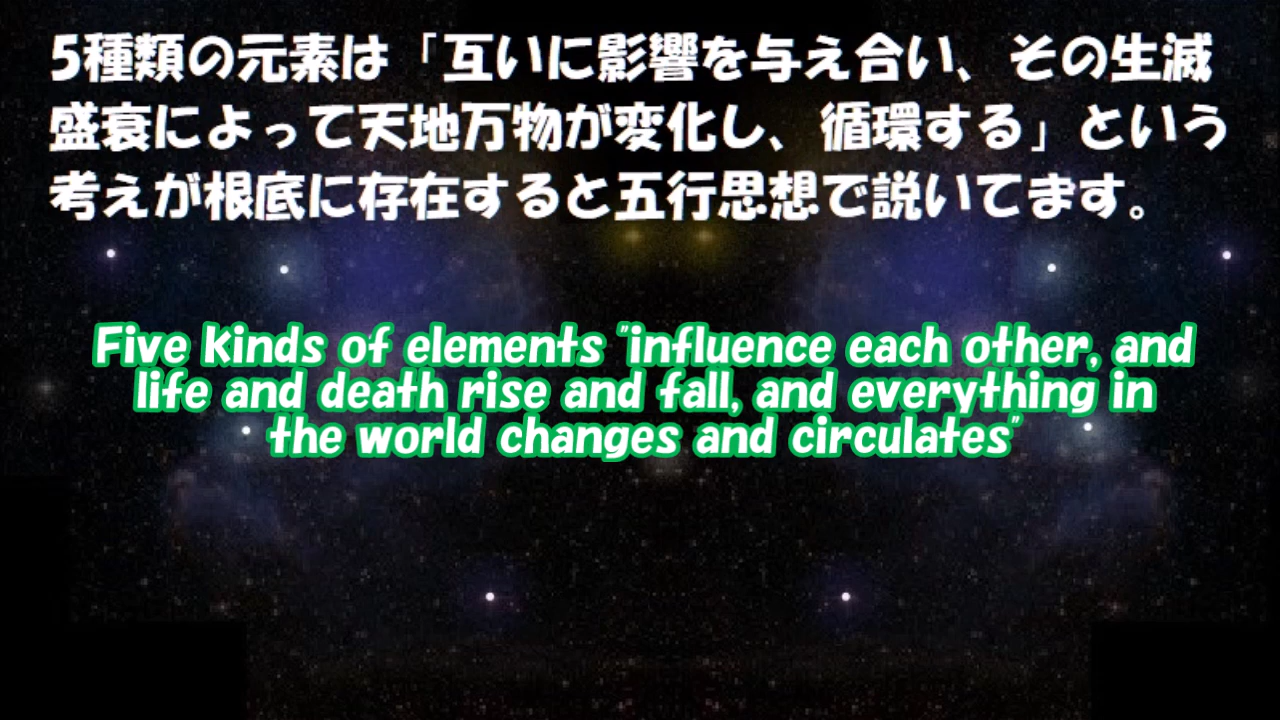 5種類の元素は「互いに影響を与え合い、その生滅
盛衰によって天地万物が変化し、循環する」という
考えが根底に存在すると五行思想で説いてます。
Five Kinds of elements "influence each other, and
life and death rise and fall, and everything in
the world changes and circulates"